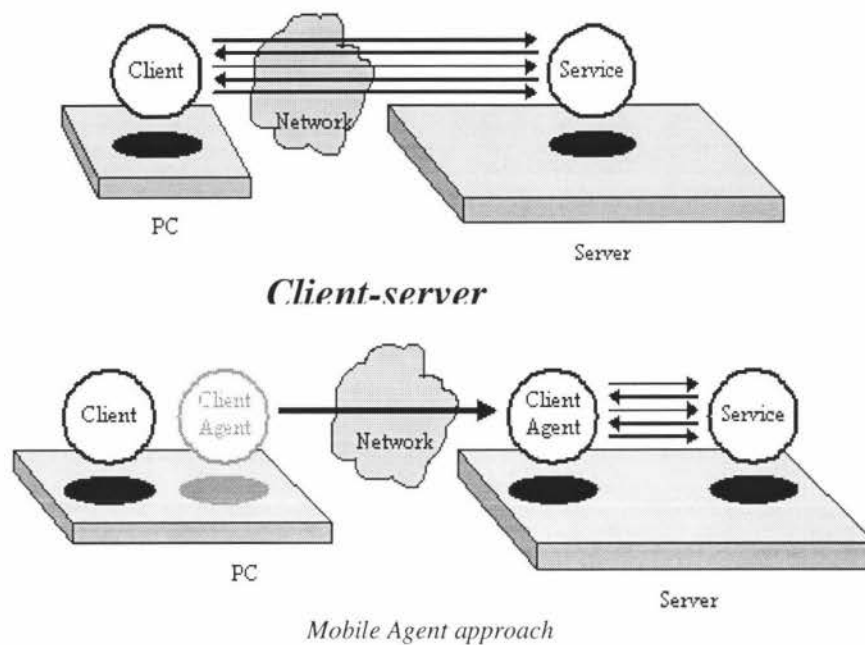 Client
Network
Service
PC
Server
Client-server
Client
Client
Agent
Network
Client
Agent
Service
PC
Server
Mobile Agent approach